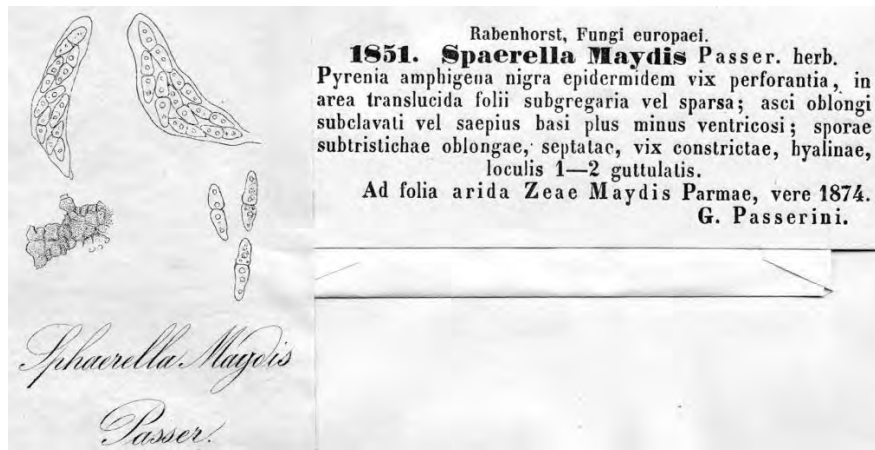 Rabenhorst, Fungi europaei.
1851. Spaerella Maydis Passer. herb.
Pyrenia amphigena nigra epidermidem vix perforantia, in
area translucida folii subgregaria vel sparsa; asci oblongi
subclavati vel saepius basi plus minus ventricosi; sporae
subtristichae oblongae, septatae, vix constrictae, hyalinae,
loculis 1—2 guttulatis.
Ad folia arida Zeae Maydis Parmae, vere 1874.
G. Passerini.
Sphaerella Maydis
Passer.